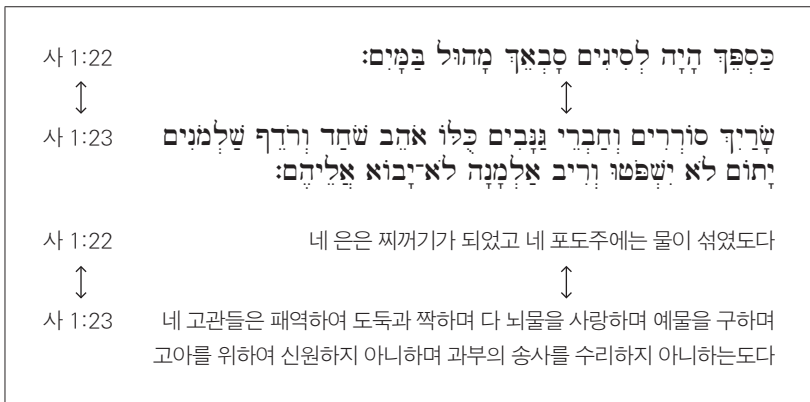 사 1:22 כַּסְפֵּךְ הָיָה לְסִיגִים סָבְאֵךְ מָהוּל בַּמָּיִם׃
↕ ↕
사 1:23 שָׂרַיִךְ סוֹרְרִים וְחַבְרֵי גַּנָּבִים כֻּלּוֹ אֹהֵב שֹׁחַד וְרֹדֵף שַׁלְמֹנִים
יָתוֹם לֹא יִשְׁפֹּטוּ וְרִיב אַלְמָנָה לֹא־יָבוֹא אֲלֵיהֶם׃
사 1:22 네 은은 찌꺼기가 되었고 네 포도주에는 물이 섞였도다
↕ ↕
사 1:23 네 고관들은 패역하여 도둑과 짝하며 다 뇌물을 사랑하며 예물을 구하며
고아를 위하여 신원하지 아니하며 과부의 송사를 수리하지 아니하는도다